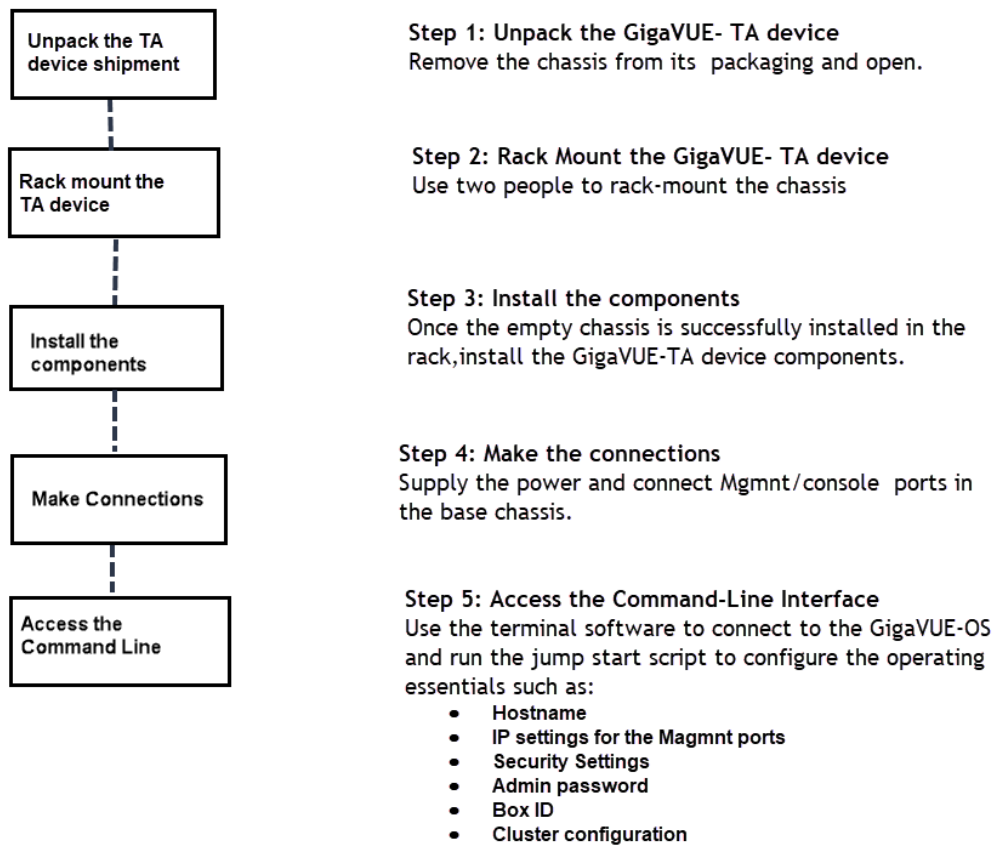 Unpack the TA
device shipment
Step 1: Unpack the GigaVUE- TA device
Remove the chassis from its packaging and open.
Rack mount the
TA device
Step 2: Rack Mount the GigaVUE- TA device
Use two people to rack-mount the chassis
Install the
components
Step 3: Install the components
Once the empty chassis is successfully installed in the
rack,install the GigaVUE-TA device components.
Make Connections
Step 4: Make the connections
Supply the power and connect Mgmnt/console ports in
the base chassis.
Access the
Command Line
Step 5: Access the Command-Line Interface
Use the terminal software to connect to the GigaVUE-OS
and run the jump start script to configure the operating
essentials such as:
• Hostname
• IP settings for the Magmnt ports
• Security Settings
• Admin password
• Box ID
• Cluster configuration